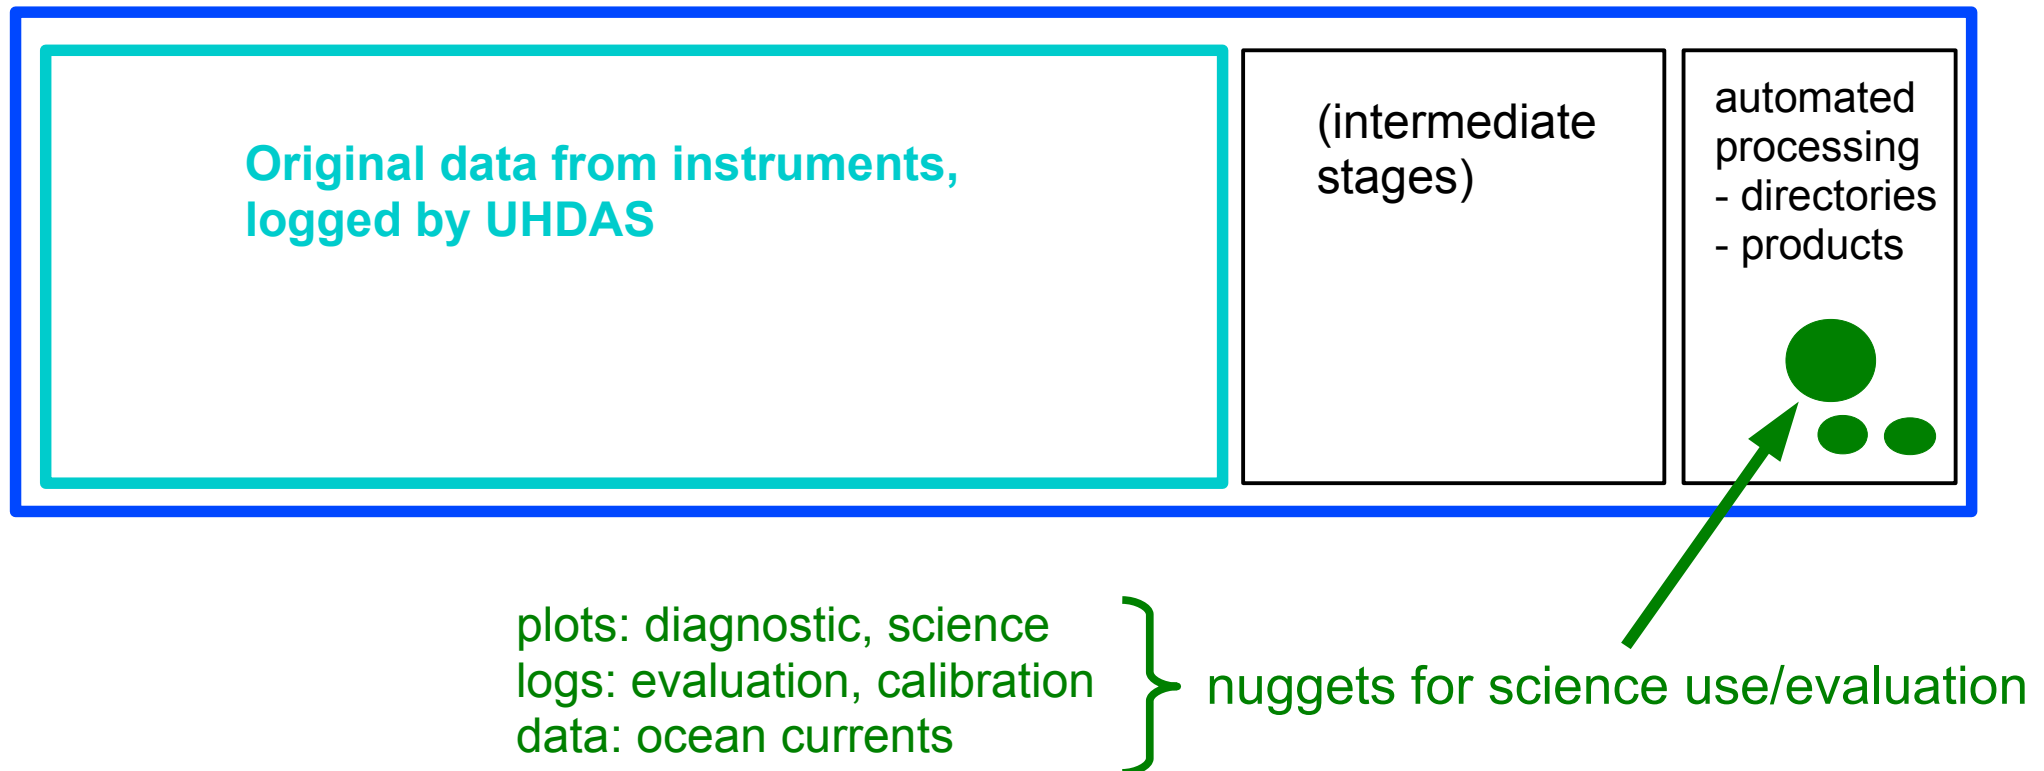 Original data from instruments,
logged by UHDAS
(intermediate
stages)
automated
processing
- directories
- products
plots: diagnostic, science
logs: evaluation, calibration
data: ocean currents
nuggets for science use/evaluation